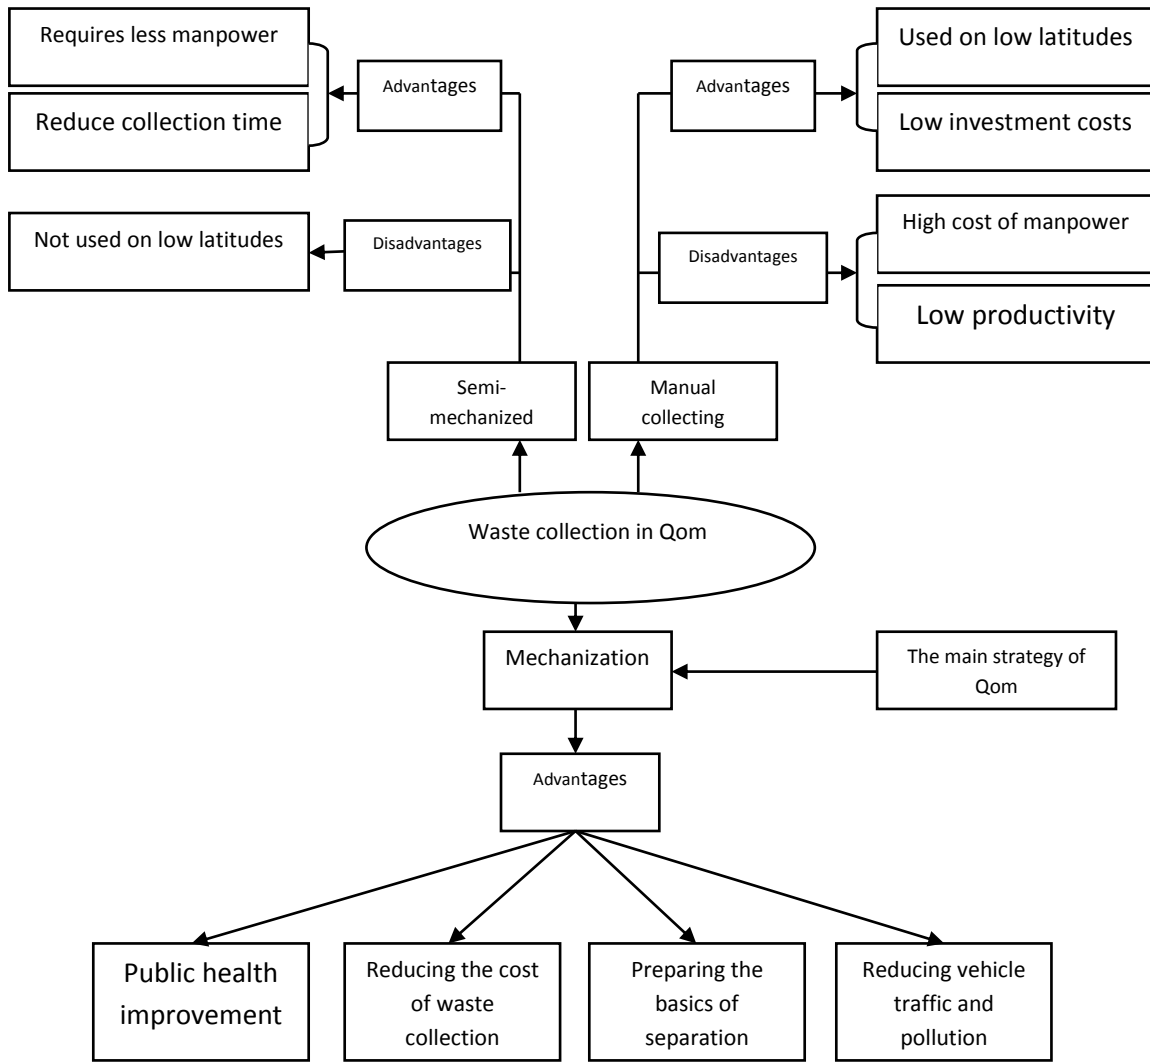 Requires less manpower
Reduce collection time
Advantages
Not used on low latitudes
Disadvantages
Semi-
mechanized
Used on low latitudes
Advantages
Low investment costs
High cost of manpower
Disadvantages
Low productivity
Manual
collecting
Waste collection in Qom
Mechanization
The main strategy of
Qom
Advantages
Public health
improvement
Reducing the cost
of waste
collection
Preparing the
basics of
separation
Reducing vehicle
traffic and
pollution